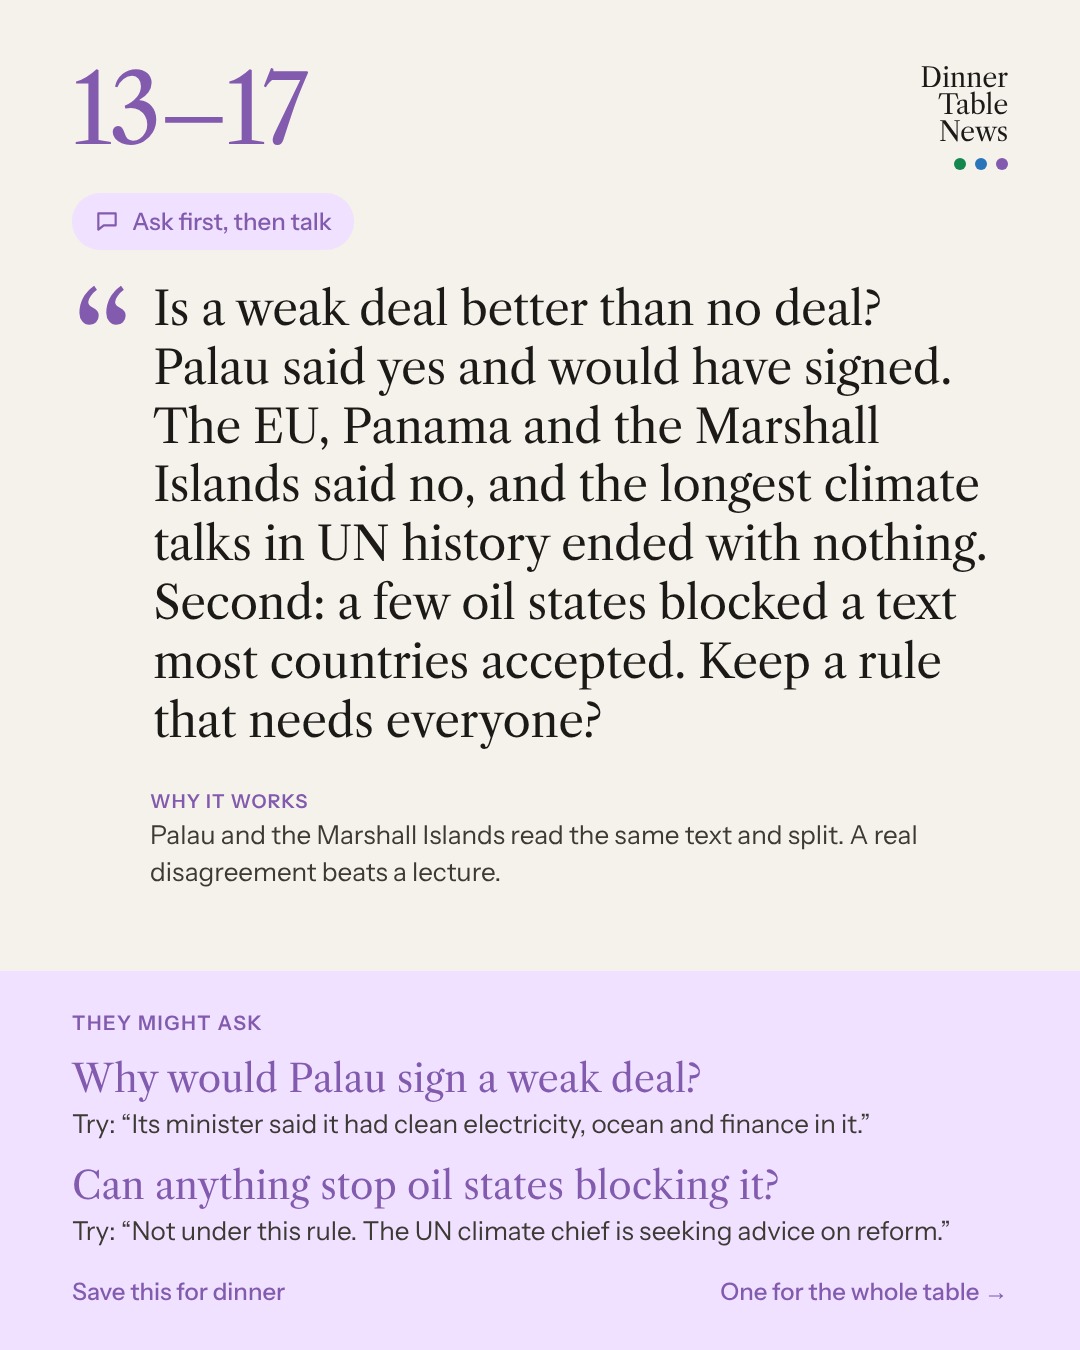 13–17
Dinner
Table
News
Ask first, then talk
“ Is a weak deal better than no deal?
Palau said yes and would have signed.
The EU, Panama and the Marshall
Islands said no, and the longest climate
talks in UN history ended with nothing.
Second: a few oil states blocked a text
most countries accepted. Keep a rule
that needs everyone?
WHY IT WORKS
Palau and the Marshall Islands read the same text and split. A real
disagreement beats a lecture.
THEY MIGHT ASK
Why would Palau sign a weak deal?
Try: “Its minister said it had clean electricity, ocean and finance in it.”
Can anything stop oil states blocking it?
Try: “Not under this rule. The UN climate chief is seeking advice on reform.”
Save this for dinner
One for the whole table →